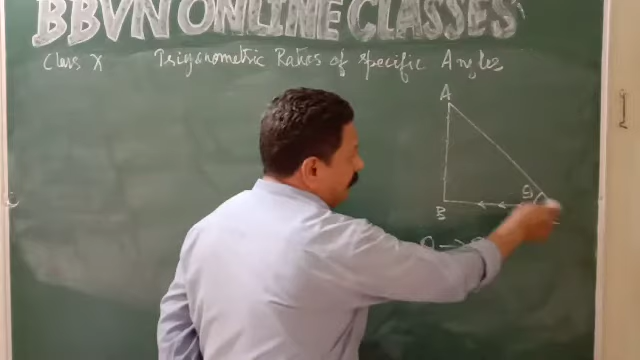 BBVN ONLINE CLASSES
Class X Trigonometric Ratios of specific Angles
A
B